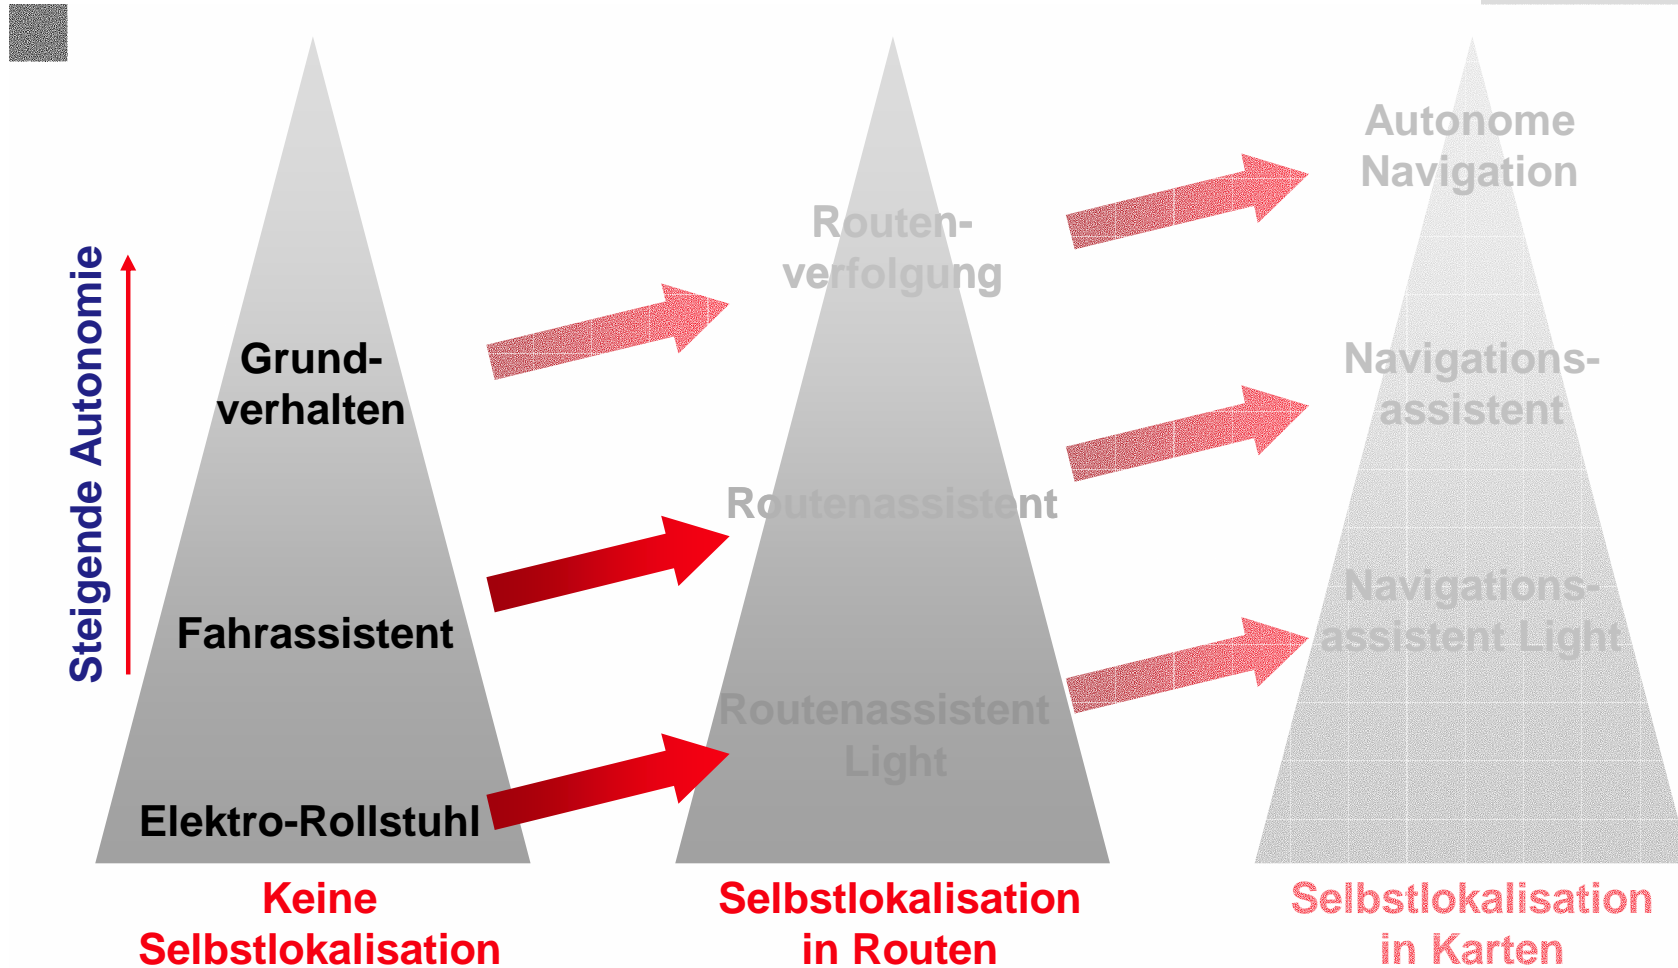 Steigende Autonomie
Grund-
verhalten
Fahrassistent
Elektro-Rollstuhl
Keine
Selbstlokalisation
Routen-
verfolgung
Routenassistent
Routenassistent
Light
Selbstlokalisation
in Routen
Autonome
Navigation
Navigations-
assistent
Navigations-
assistent Light
Selbstlokalisation
in Karten